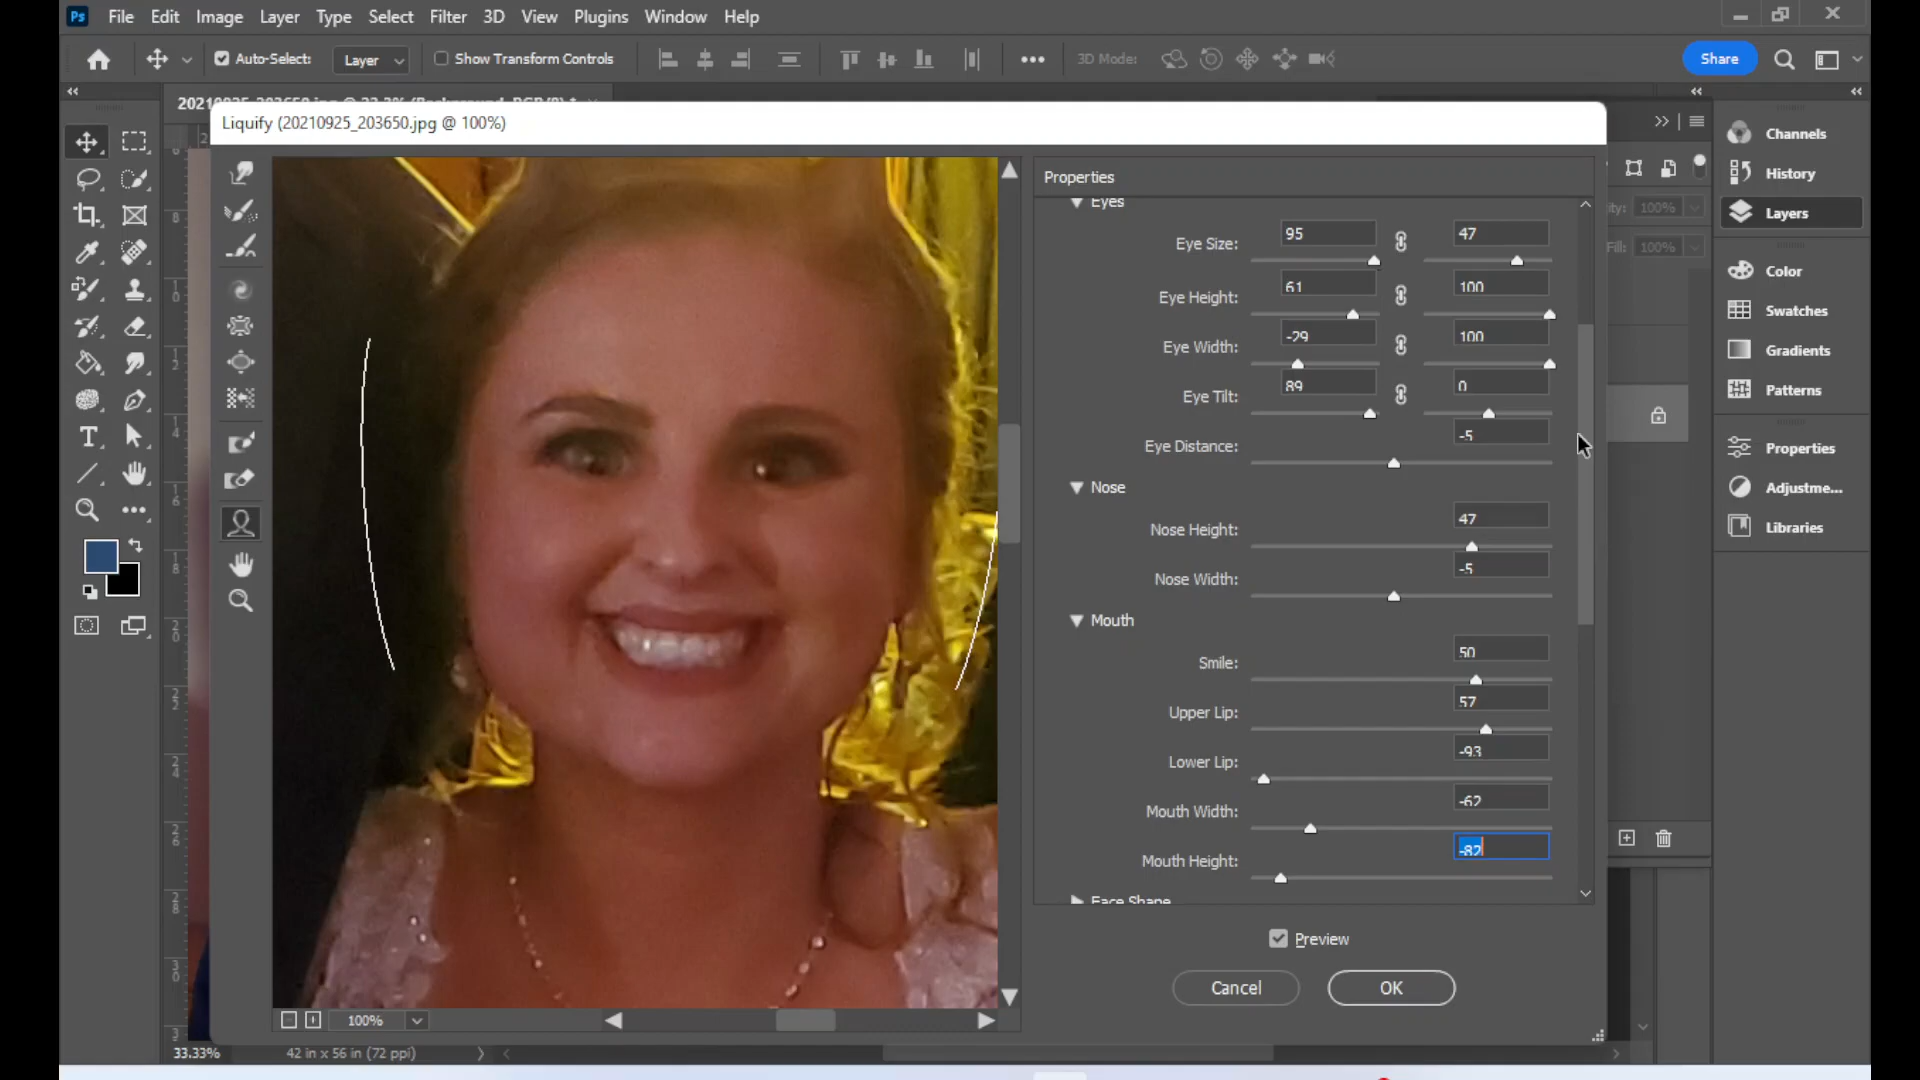 Ps File Edit Image Layer Type Select Filter 3D View Plugins Window Help
Auto-Select: Layer Show Transform Controls 3D Mode: Share
Liquify (20210925_203650.jpg @ 100%)
Properties
Eyes
Eye Size: 95 47
Eye Height: 61 100
Eye Width: -29 100
Eye Tilt: 89 0
Eye Distance: -5
Nose
Nose Height: 47
Nose Width: -5
Mouth
Smile: 50
Upper Lip: 57
Lower Lip: -93
Mouth Width: -62
Mouth Height: -82
Face Shape
Preview
Cancel OK
100%
33.33% 42 in x 56 in (72 ppi)
100%
Fill: 100%
Channels
History
Layers
Color
Swatches
Gradients
Patterns
Properties
Adjustme...
Libraries